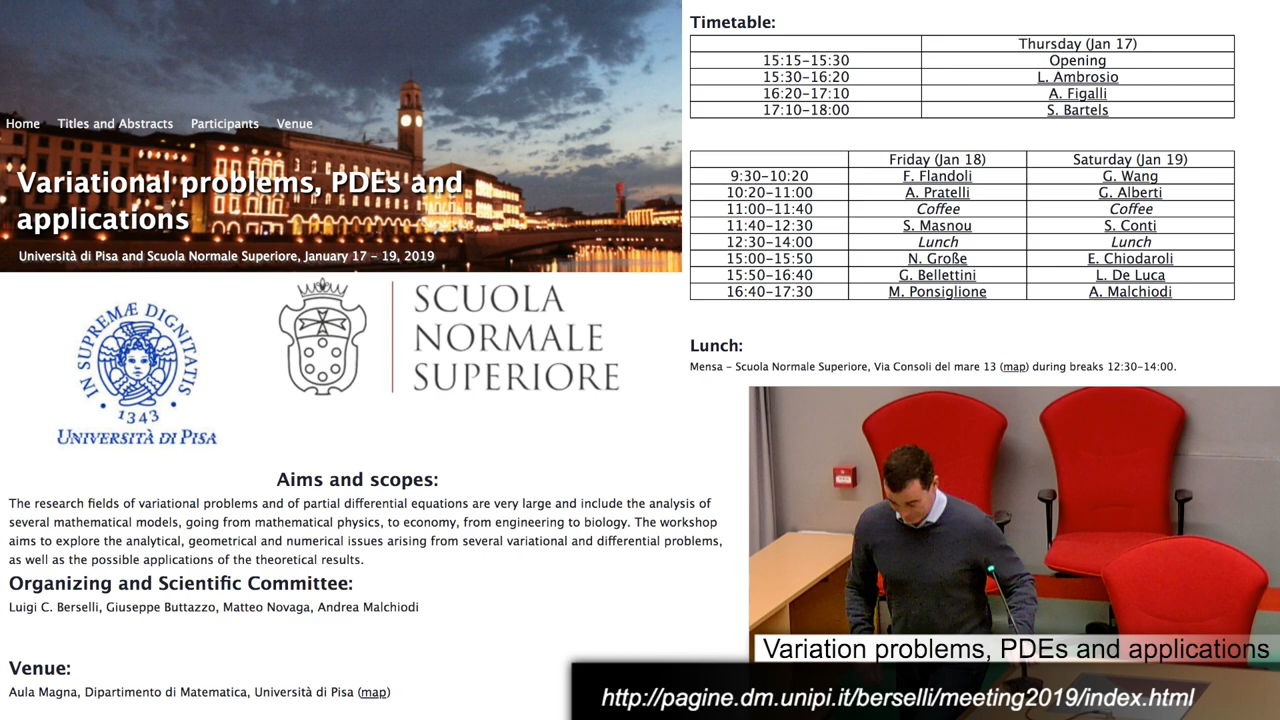 Home Titles and Abstracts Participants Venue
Variational problems, PDEs and
applications
Università di Pisa and Scuola Normale Superiore, January 17 – 19, 2019
IN SUPREMÆ DIGNITATIS
· 1343 ·
UNIVERSITÀ DI PISA
SCUOLA
NORMALE
SUPERIORE
Aims and scopes:
The research fields of variational problems and of partial differential equations are very large and include the analysis of
several mathematical models, going from mathematical physics, to economy, from engineering to biology. The workshop
aims to explore the analytical, geometrical and numerical issues arising from several variational and differential problems,
as well as the possible applications of the theoretical results.
Organizing and Scientific Committee:
Luigi C. Berselli, Giuseppe Buttazzo, Matteo Novaga, Andrea Malchiodi
Venue:
Aula Magna, Dipartimento di Matematica, Università di Pisa (map)
Timetable:
Thursday (Jan 17)
15:15–15:30 Opening
15:30–16:20 L. Ambrosio
16:20–17:10 A. Figalli
17:10–18:00 S. Bartels
Friday (Jan 18) Saturday (Jan 19)
9:30–10:20 F. Flandoli G. Wang
10:20–11:00 A. Pratelli G. Alberti
11:00–11:40 Coffee Coffee
11:40–12:30 S. Masnou S. Conti
12:30–14:00 Lunch Lunch
15:00–15:50 N. Große E. Chiodaroli
15:50–16:40 G. Bellettini L. De Luca
16:40–17:30 M. Ponsiglione A. Malchiodi
Lunch:
Mensa – Scuola Normale Superiore, Via Consoli del mare 13 (map) during breaks 12:30–14:00.
Variation problems, PDEs and applications
http://pagine.dm.unipi.it/berselli/meeting2019/index.html